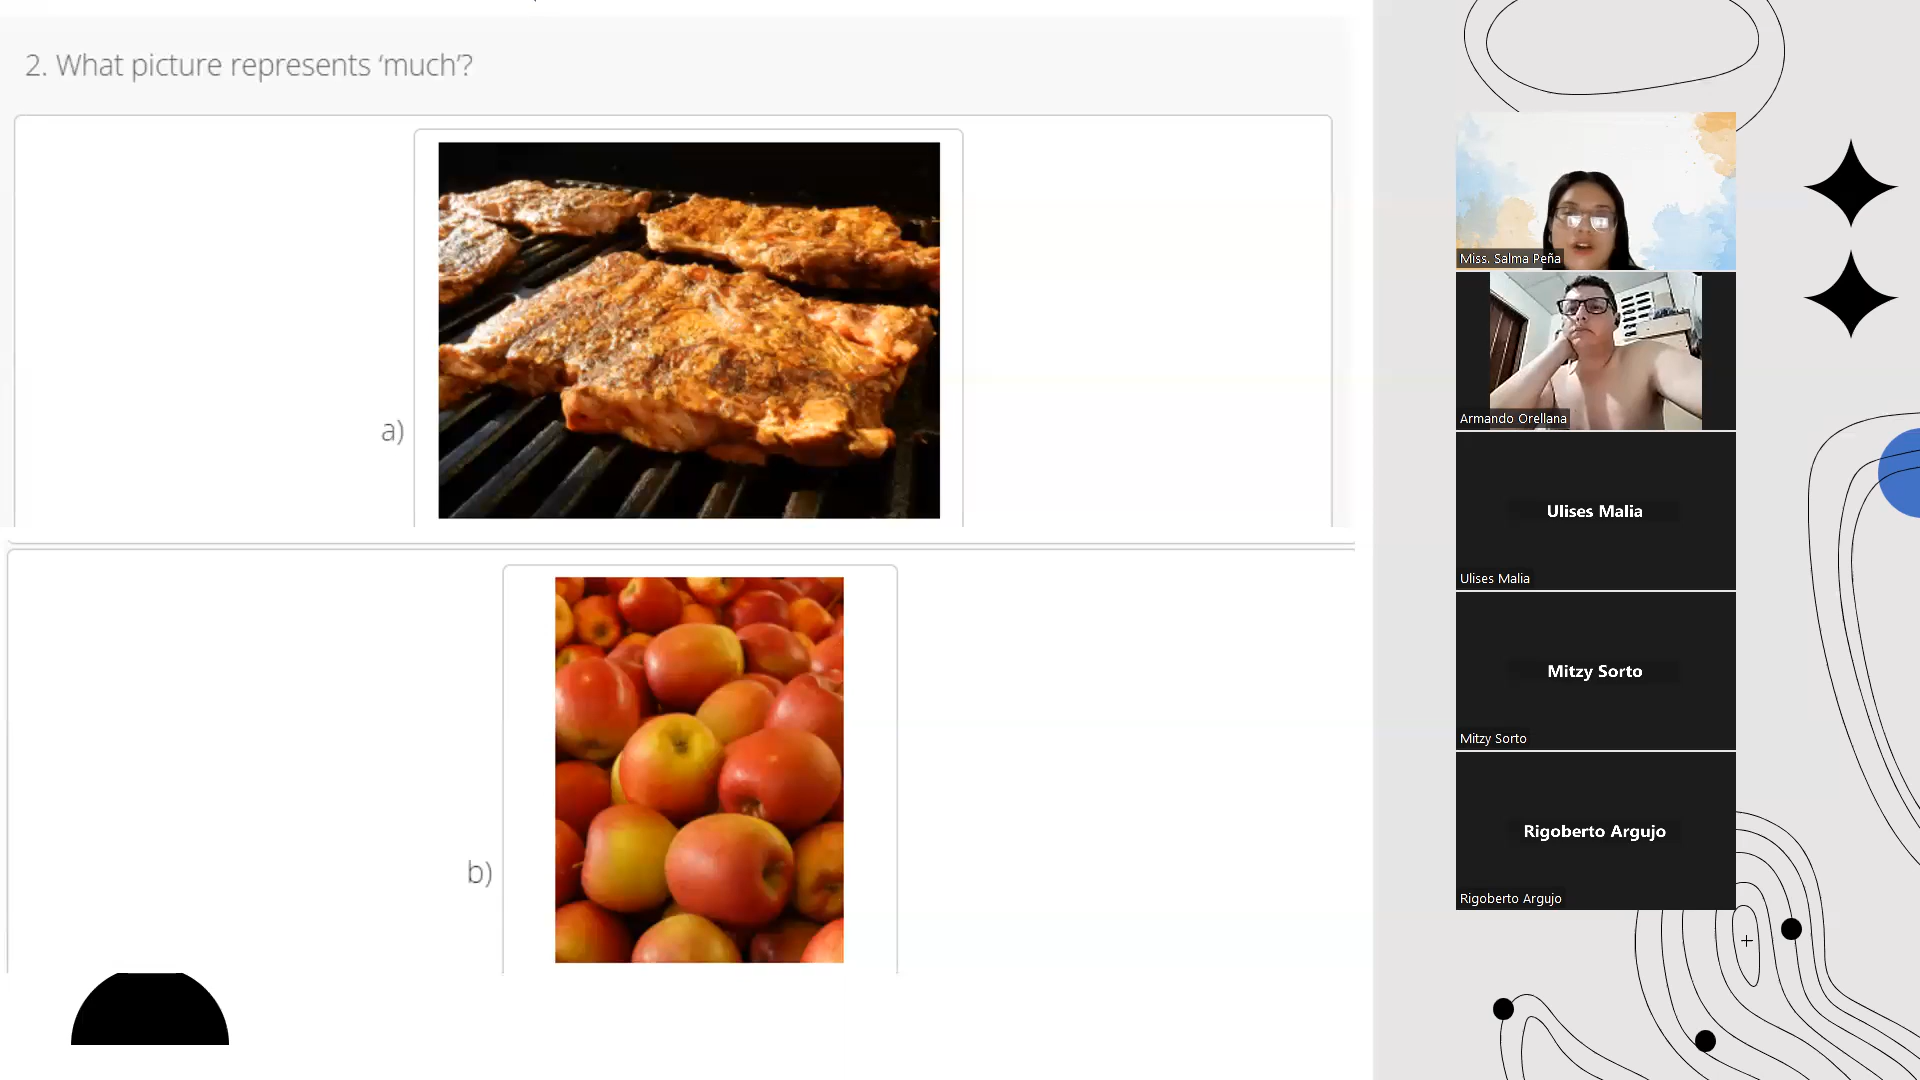 2. What picture represents ‘much’?
a)
b)
Miss. Salma Peña
Armando Orellana
Ulises Malia
Ulises Malia
Mitzy Sorto
Mitzy Sorto
Rigoberto Argujo
Rigoberto Argujo